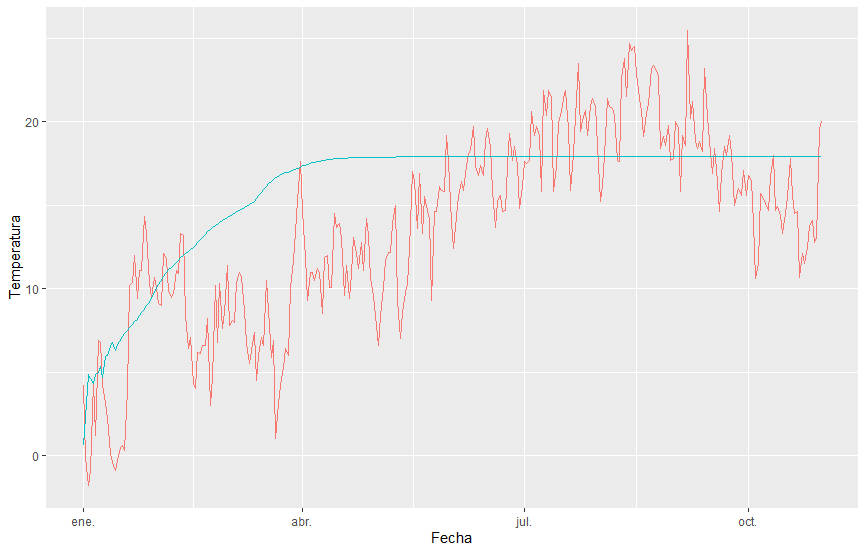 Temperatura
20
10
0
ene.
abr.
jul.
oct.
Fecha